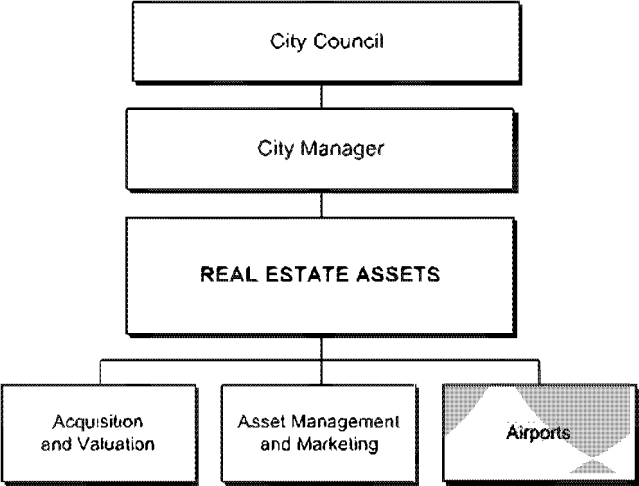 City Council
City Manager
REAL ESTATE ASSETS
Acquisition
and Valuation
Asset Management
and Marketing
Airports